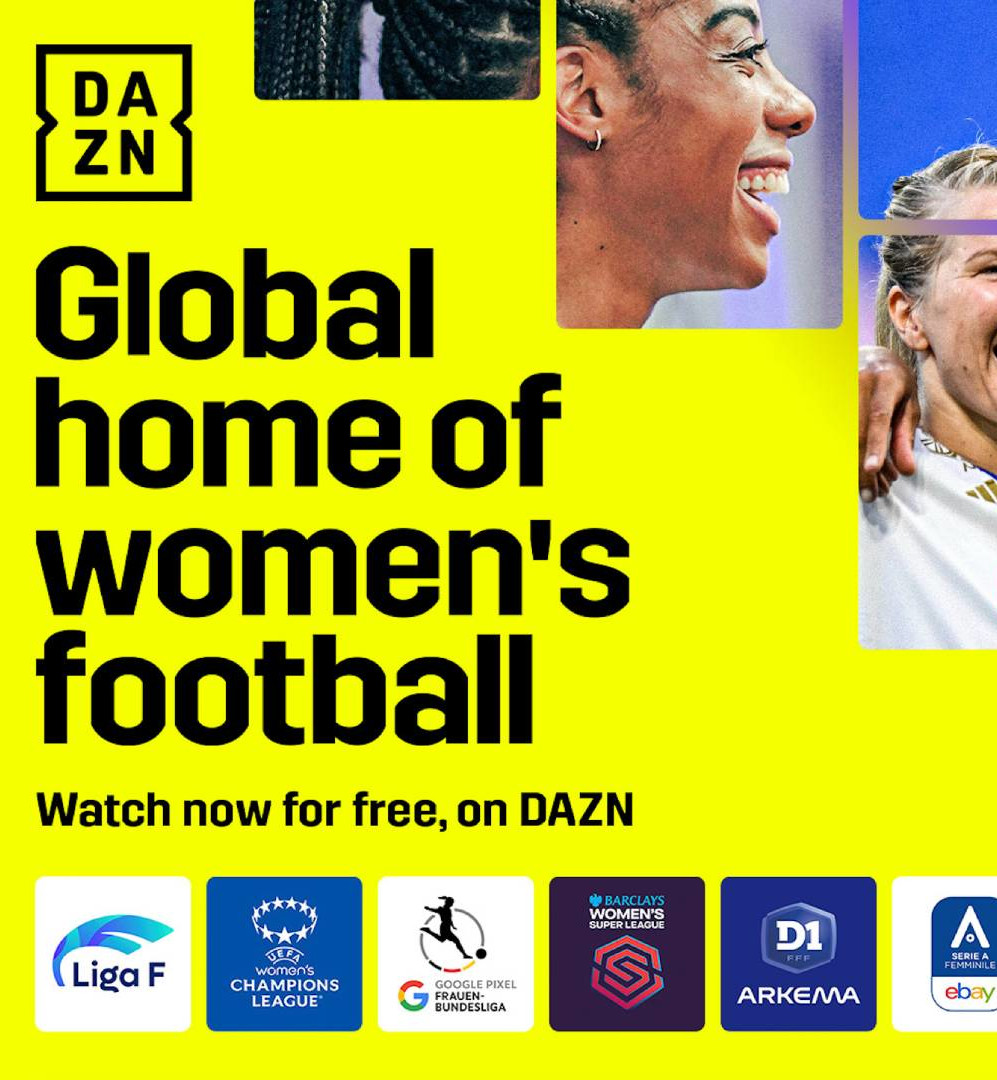 DA
ZN
Global
home of
women's
football
Watch now for free, on DAZN
Liga F
UEFA
women's
CHAMPIONS
LEAGUE
GOOGLE PIXEL
FRAUEN-
BUNDESLIGA
BARCLAYS
WOMEN'S
SUPER LEAGUE
D1
FFF
ARKEMA
SERIE A
FEMMINILE
ebay